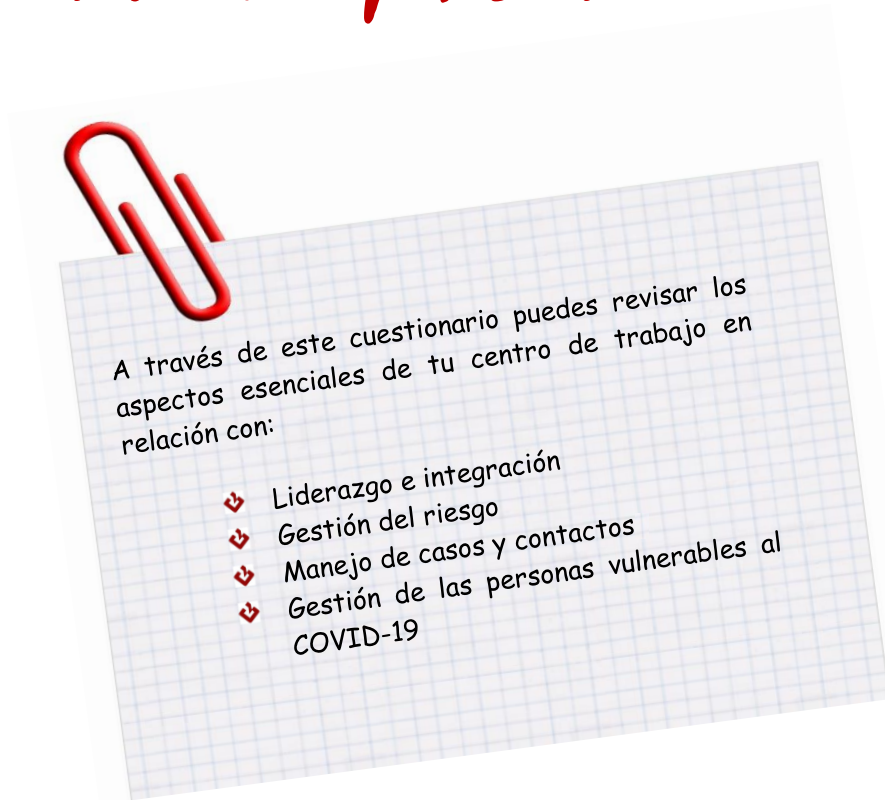 A través de este cuestionario puedes revisar los
aspectos esenciales de tu centro de trabajo en
relación con:
Liderazgo e integración
Gestión del riesgo
Manejo de casos y contactos
Gestión de las personas vulnerables al
COVID-19